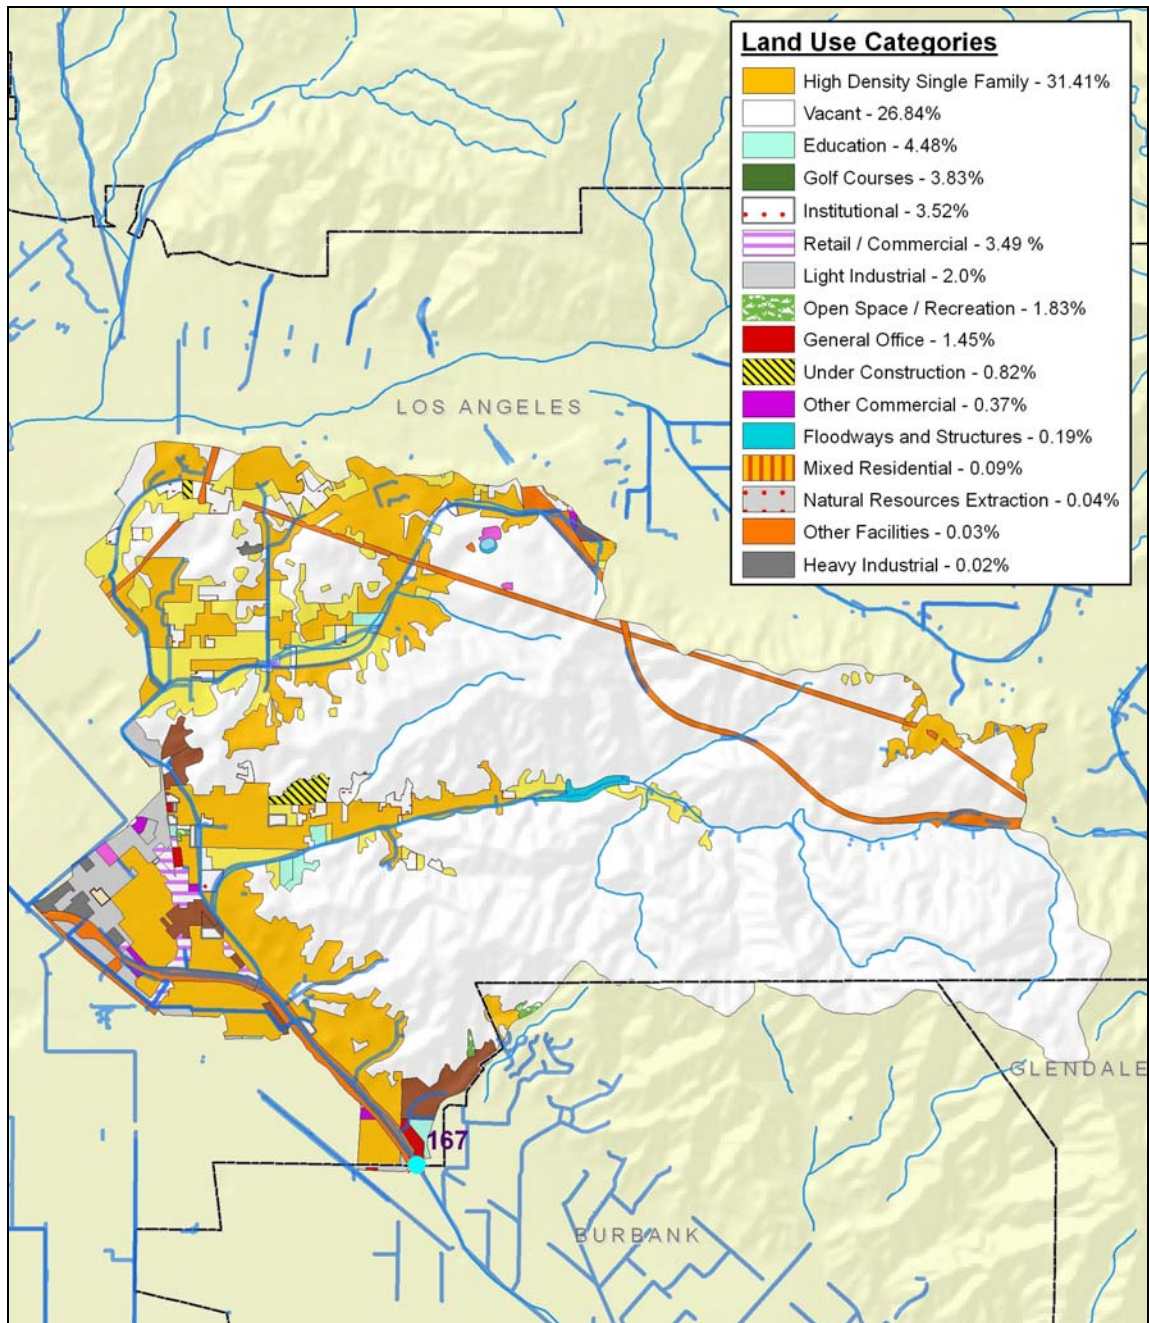 Land Use Categories
High Density Single Family - 31.41%
Vacant - 26.84%
Education - 4.48%
Golf Courses - 3.83%
Institutional - 3.52%
Retail / Commercial - 3.49 %
Light Industrial - 2.0%
Open Space / Recreation - 1.83%
General Office - 1.45%
Under Construction - 0.82%
Other Commercial - 0.37%
Floodways and Structures - 0.19%
Mixed Residential - 0.09%
Natural Resources Extraction - 0.04%
Other Facilities - 0.03%
Heavy Industrial - 0.02%
LOS ANGELES
GLENDALE
167
BURBANK